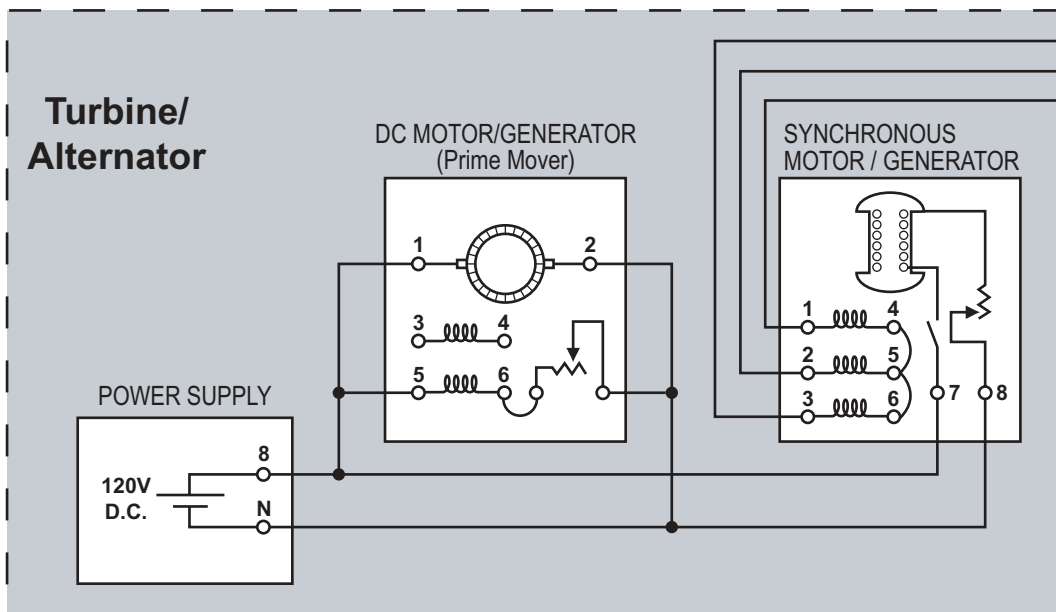 Turbine/
Alternator
DC MOTOR/GENERATOR
(Prime Mover)
1
2
3
4
5
6
SYNCHRONOUS
MOTOR / GENERATOR
1
4
2
5
3
6
7
8
POWER SUPPLY
8
120V
D.C.
N